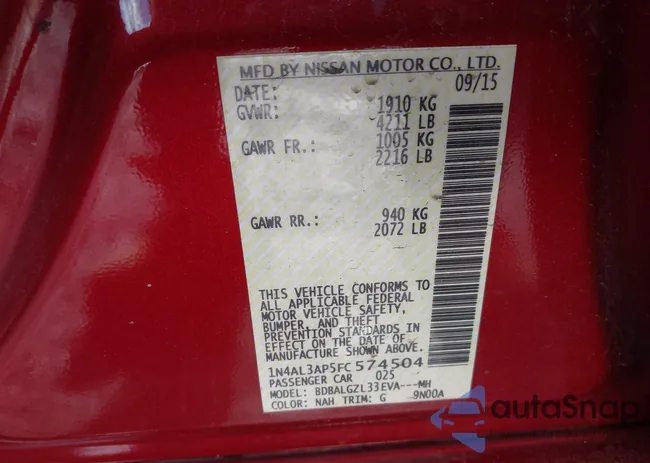 MFD BY NISSAN MOTOR CO., LTD.
DATE: 09/15
GVWR: 1910 KG
4211 LB
GAWR FR.: 1005 KG
2216 LB
GAWR RR.: 940 KG
2072 LB
THIS VEHICLE CONFORMS TO
ALL APPLICABLE FEDERAL
MOTOR VEHICLE SAFETY,
BUMPER, AND THEFT
PREVENTION STANDARDS IN
EFFECT ON THE DATE OF
MANUFACTURE SHOWN ABOVE.
1N4AL3AP5FC574504
PASSENGER CAR 025
MODEL: BDBALGZL33EVA---MH
COLOR: NAH TRIM: G 9N00A
autoSnap